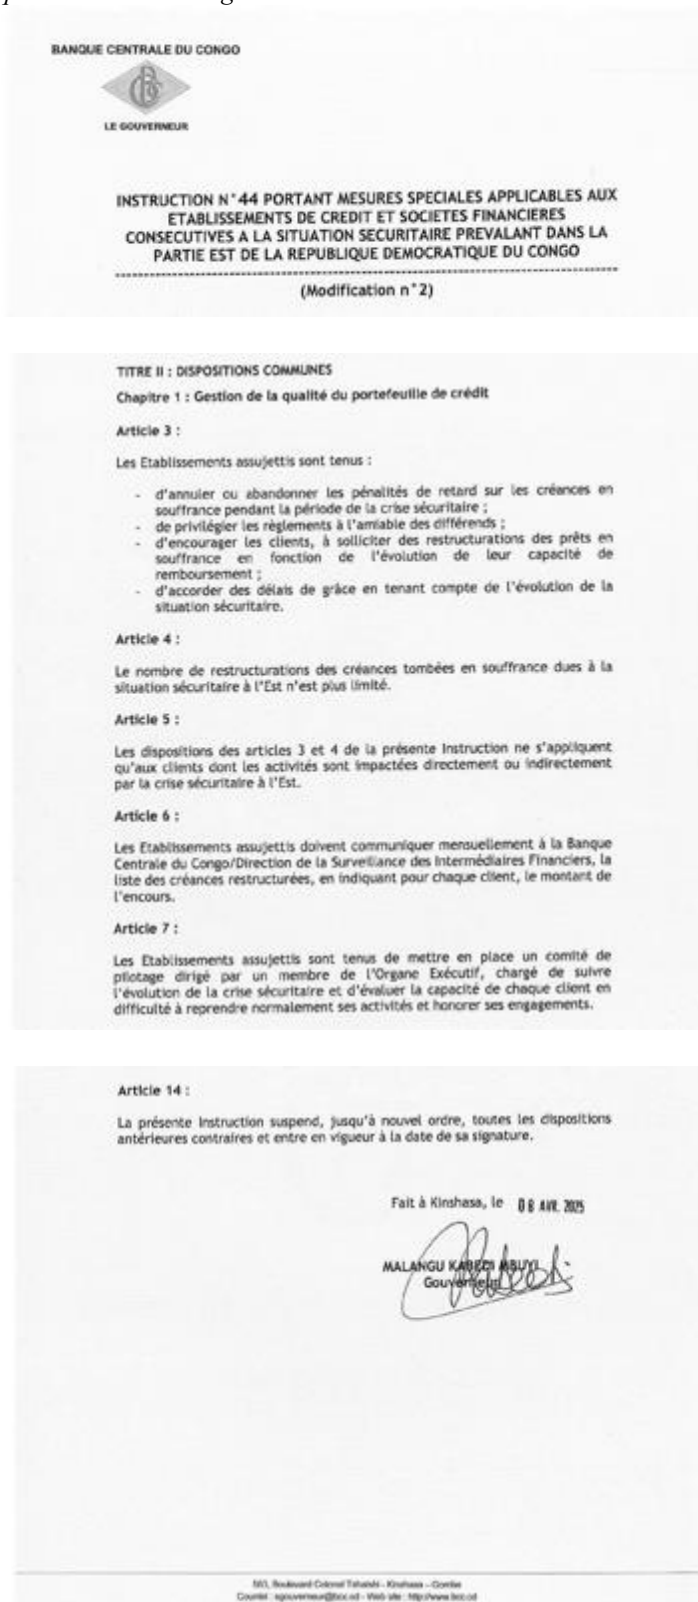 BANQUE CENTRALE DU CONGO
LE GOUVERNEUR
INSTRUCTION N°44 PORTANT MESURES SPECIALES APPLICABLES AUX
ETABLISSEMENTS DE CREDIT ET SOCIETES FINANCIERES
CONSECUTIVES A LA SITUATION SECURITAIRE PREVALANT DANS LA
PARTIE EST DE LA REPUBLIQUE DEMOCRATIQUE DU CONGO
(Modification n°2)
TITRE II : DISPOSITIONS COMMUNES
Chapitre 1 : Gestion de la qualité du portefeuille de crédit
Article 3 :
Les Etablissements assujettis sont tenus :
- d'annuler ou abandonner les pénalités de retard sur les créances en
souffrance pendant la période de la crise sécuritaire ;
- de privilégier les règlements à l'amiable des différends ;
- d'encourager les clients, à solliciter des restructurations des prêts en
souffrance en fonction de l'évolution de leur capacité de
remboursement ;
- d'accorder des délais de grâce en tenant compte de l'évolution de la
situation sécuritaire.
Article 4 :
Le nombre de restructurations des créances tombées en souffrance dues à la
situation sécuritaire à l'Est n'est plus limité.
Article 5 :
Les dispositions des articles 3 et 4 de la présente Instruction ne s'appliquent
qu'aux clients dont les activités sont impactées directement ou indirectement
par la crise sécuritaire à l'Est.
Article 6 :
Les Etablissements assujettis doivent communiquer mensuellement à la Banque
Centrale du Congo/Direction de la Surveillance des Intermédiaires Financiers, la
liste des créances restructurées, en indiquant pour chaque client, le montant de
l'encours.
Article 7 :
Les Etablissements assujettis sont tenus de mettre en place un comité de
pilotage dirigé par un membre de l'Organe Exécutif, chargé de suivre
l'évolution de la crise sécuritaire et d'évaluer la capacité de chaque client en
difficulté à reprendre normalement ses activités et honorer ses engagements.
Article 14 :
La présente Instruction suspend, jusqu'à nouvel ordre, toutes les dispositions
antérieures contraires et entre en vigueur à la date de sa signature.
Fait à Kinshasa, le 08 AVR. 2025
MALANGU KABEDI MBUYI
Gouverneur
Boulevard Colonel Tshatshi - Kinshasa - Gombe